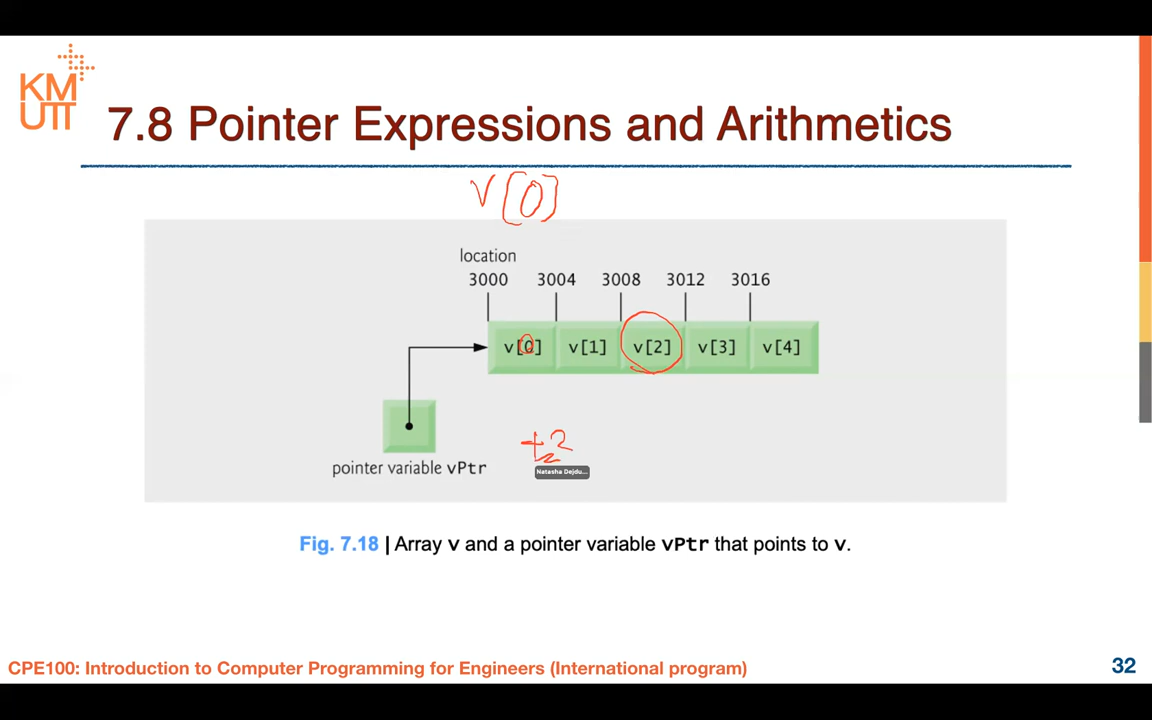 KM
UTT
7.8 Pointer Expressions and Arithmetics
v[0]
location
3000 3004 3008 3012 3016
v[0] v[1] v[2] v[3] v[4]
+2
Natasha Dejdu...
pointer variable vPtr
Fig. 7.18 | Array v and a pointer variable vPtr that points to v.
CPE100: Introduction to Computer Programming for Engineers (International program)
32